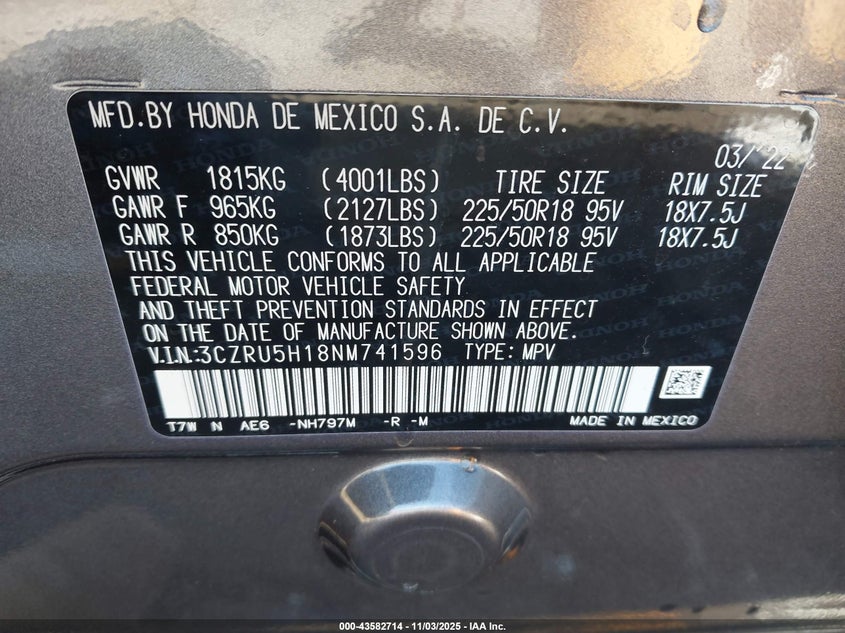 MFD.BY HONDA DE MEXICO S.A. DE C.V.
03/'22
GVWR 1815KG (4001LBS) TIRE SIZE RIM SIZE
GAWR F 965KG (2127LBS) 225/50R18 95V 18X7.5J
GAWR R 850KG (1873LBS) 225/50R18 95V 18X7.5J
THIS VEHICLE CONFORMS TO ALL APPLICABLE
FEDERAL MOTOR VEHICLE SAFETY
AND THEFT PREVENTION STANDARDS IN EFFECT
ON THE DATE OF MANUFACTURE SHOWN ABOVE.
V.I.N.:3CZRU5H18NM741596 TYPE: MPV
T7W N AE6 -NH797M -R -M MADE IN MEXICO
000-43582714 - 11/03/2025 - IAA Inc.